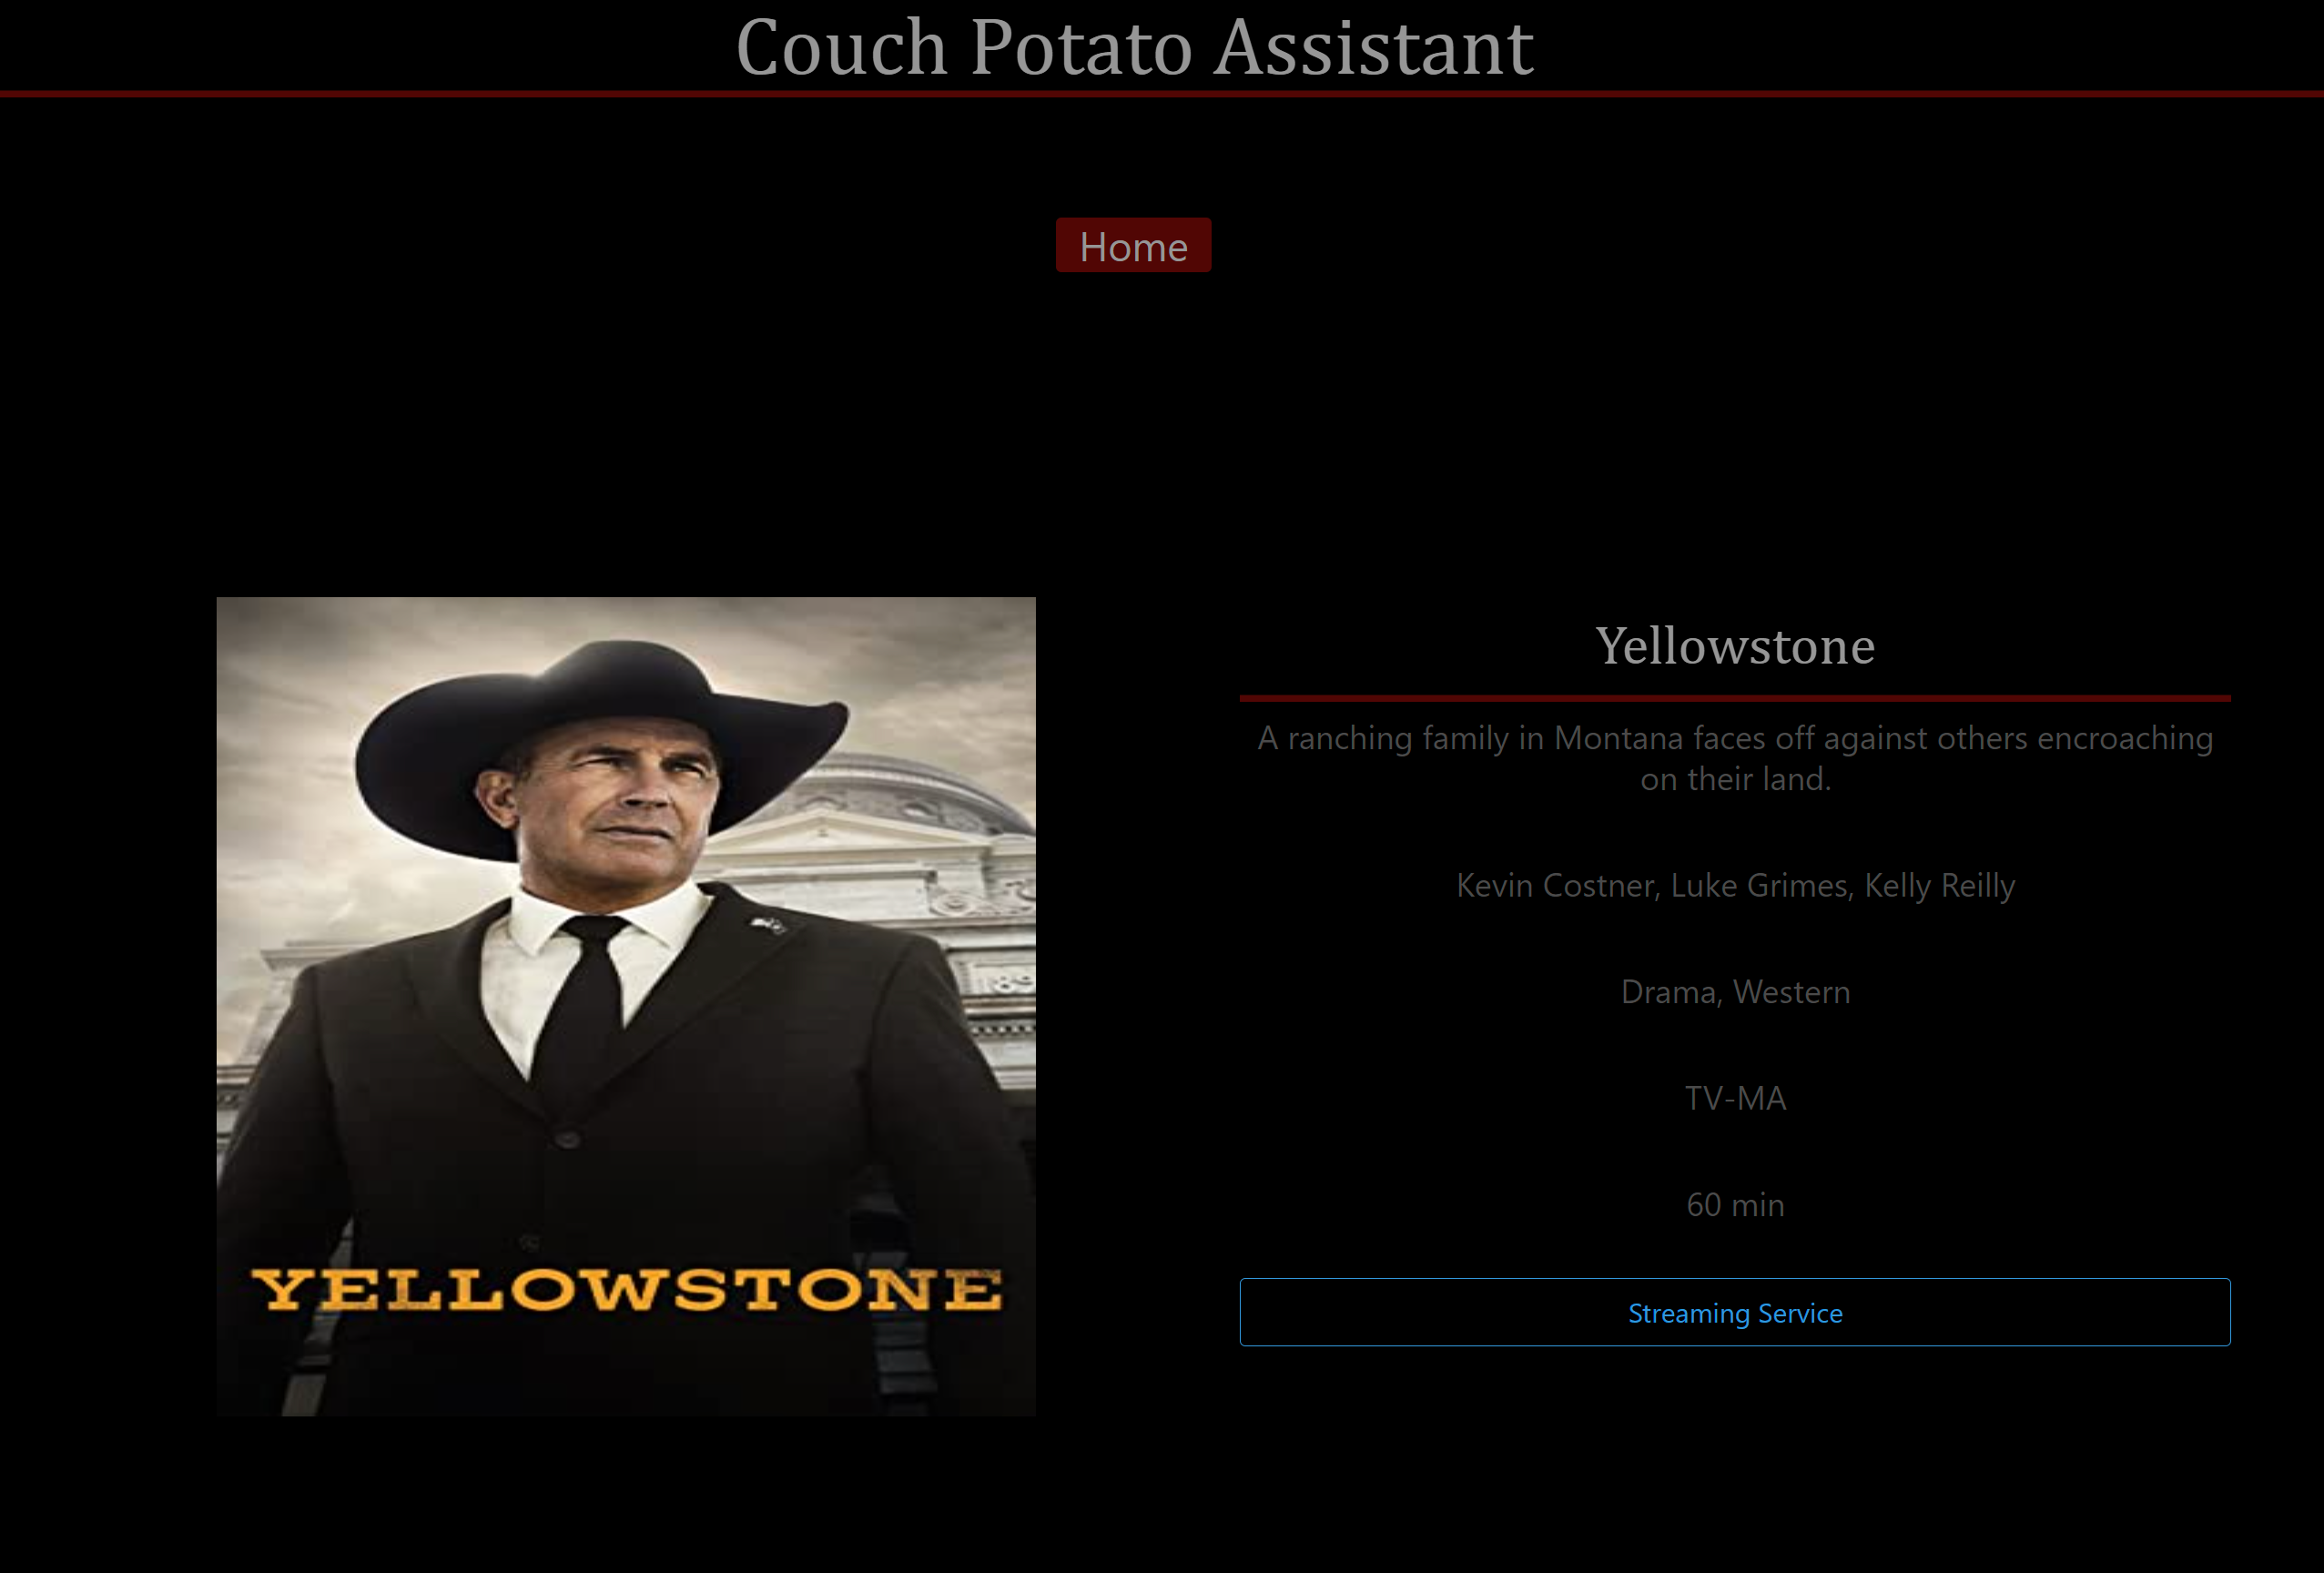 Couch Potato Assistant
Home
Yellowstone
A ranching family in Montana faces off against others encroaching
on their land.
Kevin Costner, Luke Grimes, Kelly Reilly
Drama, Western
TV-MA
60 min
Streaming Service
89
YELLOWSTONE